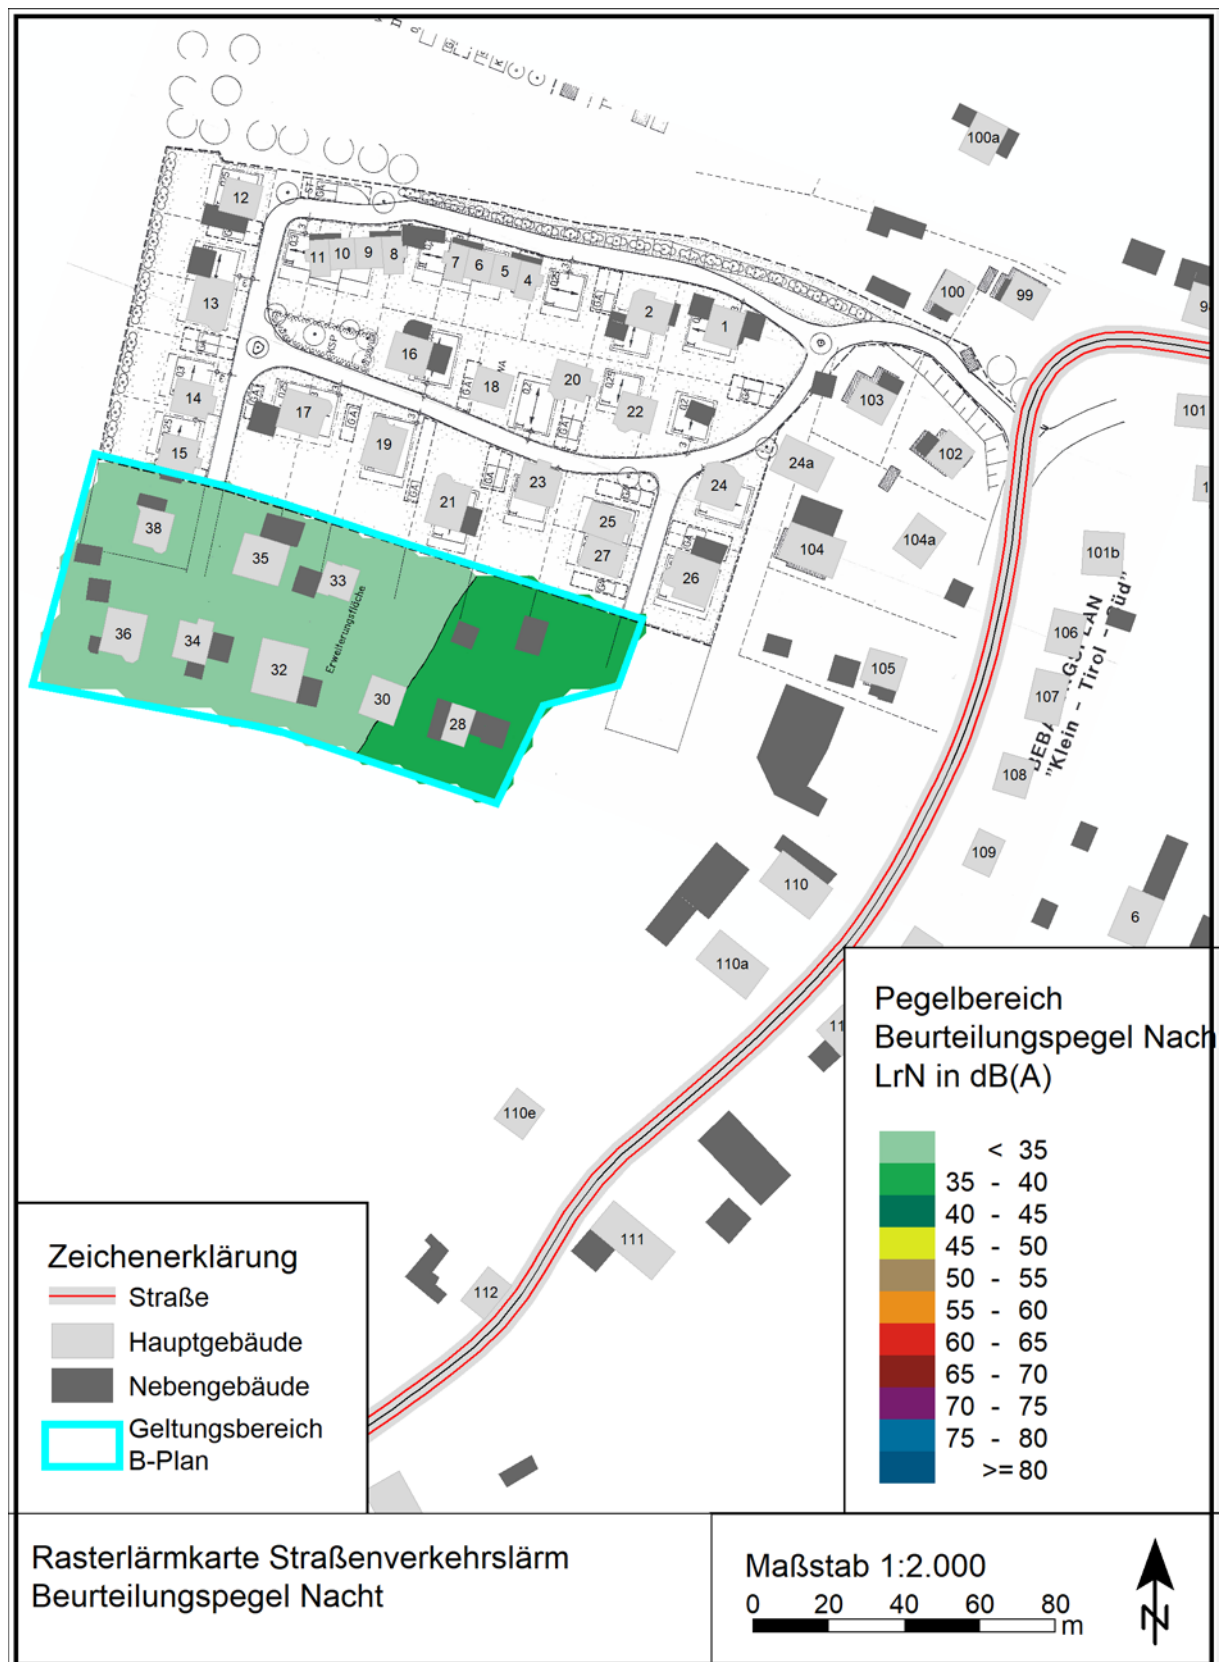 100a
12
11
10
9
8
7
6
5
4
13
2
1
100
99
16
KSP
18
20
22
14
17
19
103
101
15
21
23
24
24a
102
38
35
33
25
27
26
104
104a
101b
36
34
32
30
28
Erweiterungsfläche
105
106
107
"Klein - Tirol - Süd"
108
109
110
6
110a
110e
111
112
Pegelbereich
Beurteilungspegel Nach
LrN in dB(A)
< 35
35 - 40
40 - 45
45 - 50
50 - 55
55 - 60
60 - 65
65 - 70
70 - 75
75 - 80
>= 80
Zeichenerklärung
Straße
Hauptgebäude
Nebengebäude
Geltungsbereich
B-Plan
Rasterlärmkarte Straßenverkehrslärm
Beurteilungspegel Nacht
Maßstab 1:2.000
0 20 40 60 80
m
N